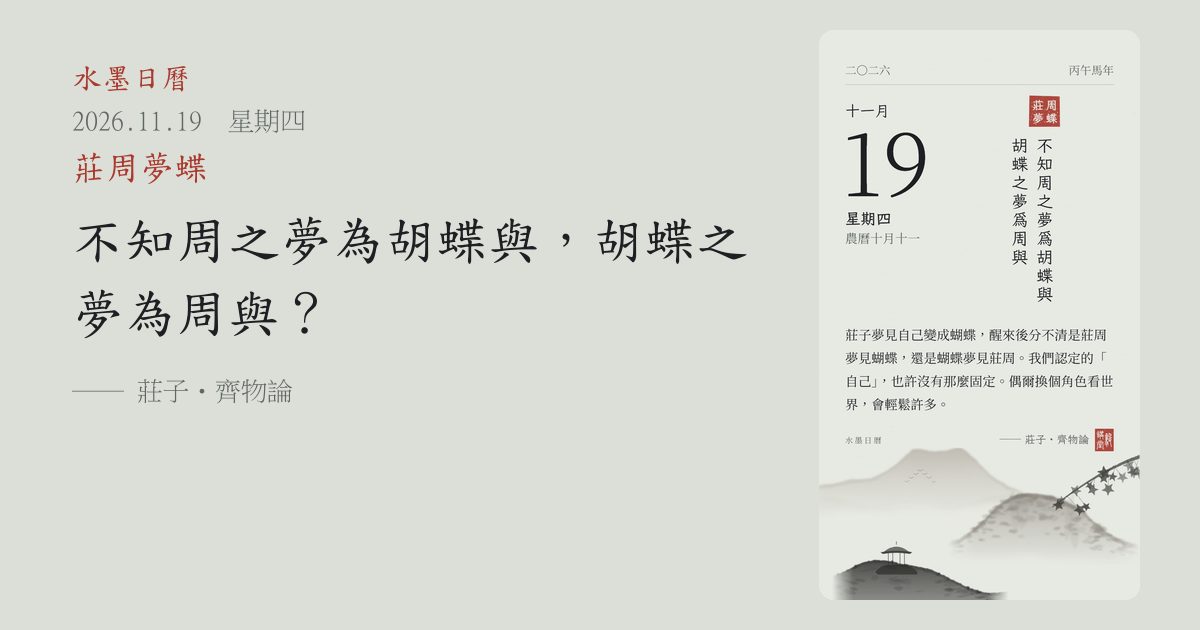 水墨日曆
2026.11.19 星期四
莊周夢蝶
不知周之夢為胡蝶與，胡蝶之
夢為周與？
—— 莊子・齊物論
二〇二六
丙午馬年
十一月
19
星期四
農曆十月十一
周蝶
莊夢
不知周之夢爲胡蝶與
胡蝶之夢爲周與
莊子夢見自己變成蝴蝶，醒來後分不清是莊周
夢見蝴蝶，還是蝴蝶夢見莊周。我們認定的「
自己」，也許沒有那麼固定。偶爾換個角色看世
界，會輕鬆許多。
水墨日曆
—— 莊子・齊物論